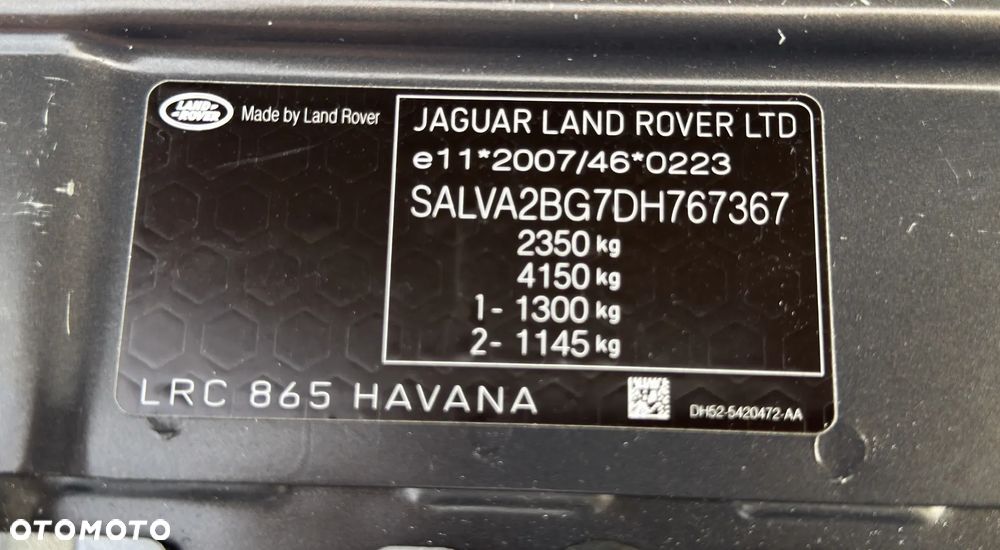 LAND ROVER
Made by Land Rover
JAGUAR LAND ROVER LTD
e11*2007/46*0223
SALVA2BG7DH767367
2350 kg
4150 kg
1- 1300 kg
2- 1145 kg
LRC 865 HAVANA
DH52-5420472-AA
OTOMOTO